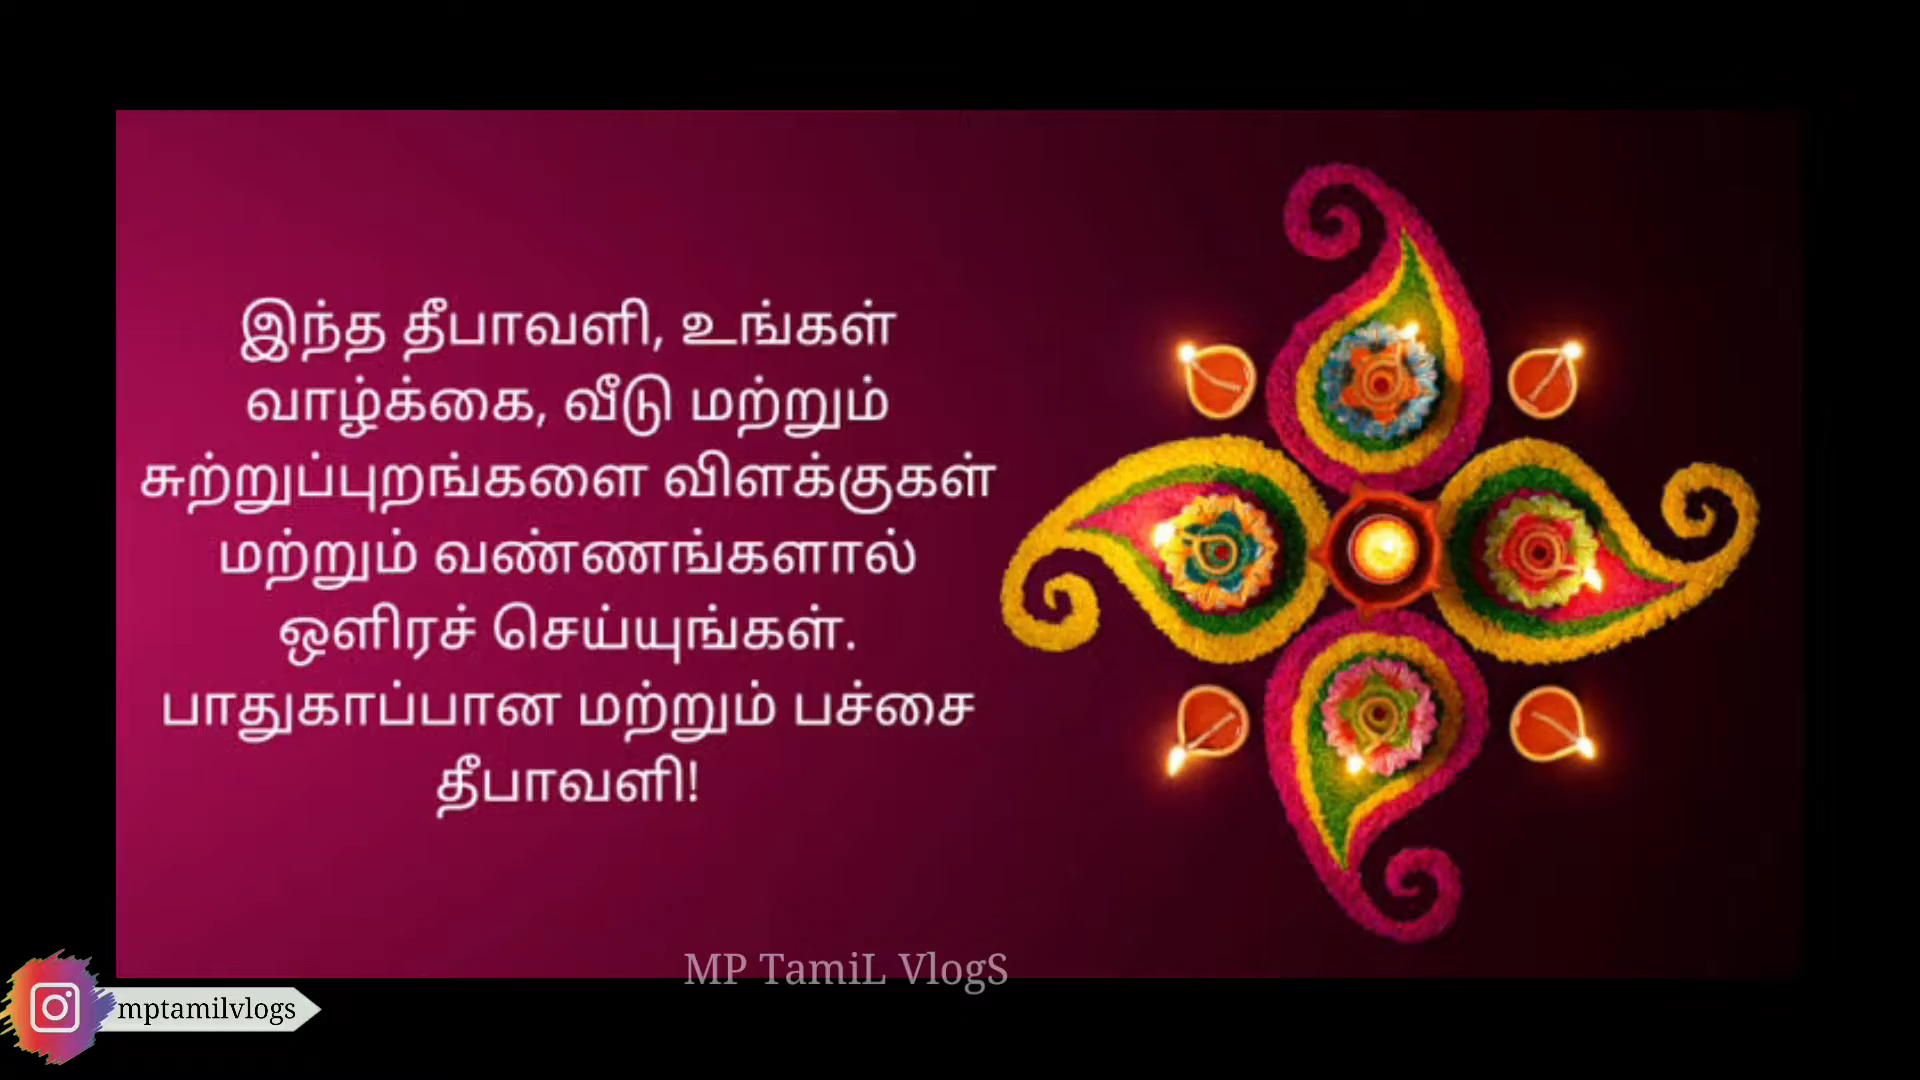 இந்த தீபாவளி, உங்கள்
வாழ்க்கை, வீடு மற்றும்
சுற்றுப்புறங்களை விளக்குகள்
மற்றும் வண்ணங்களால்
ஒளிரச் செய்யுங்கள்.
பாதுகாப்பான மற்றும் பச்சை
தீபாவளி!
MP TamiL VlogS
mptamilvlogs